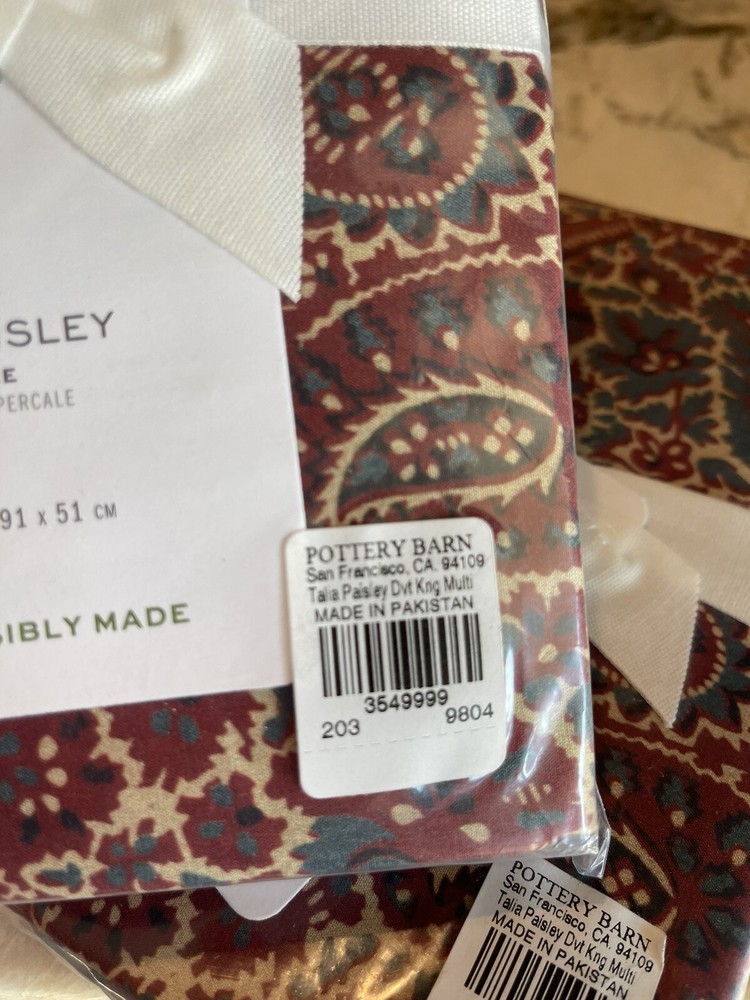 ISLEY
E
PERCALE
91 x 51 CM
SIBLY MADE
POTTERY BARN
San Francisco, CA. 94109
Talia Paisley Dvt Kng Multi
MADE IN PAKISTAN
3549999
203 9804
POTTERY BARN
San Francisco, CA. 94109
Talia Paisley Dvt Kng Multi
MADE IN PAKISTAN